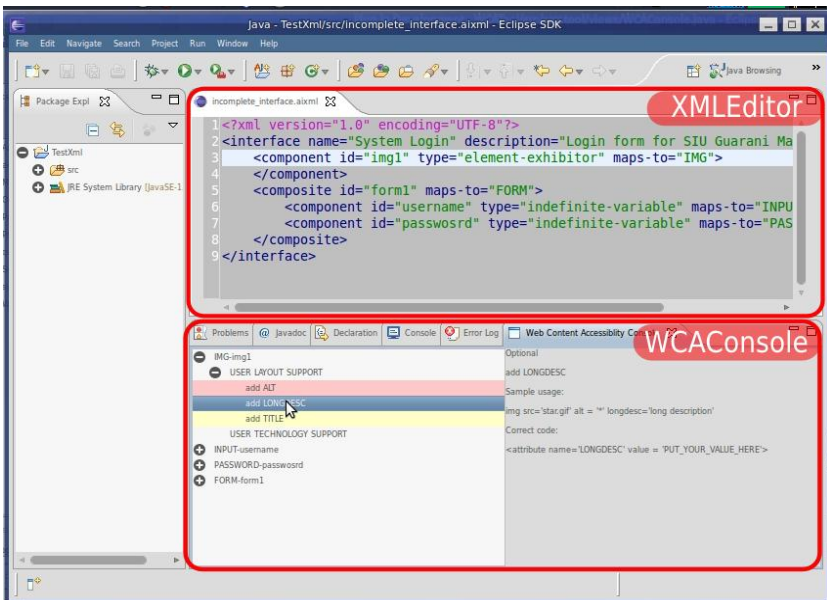 Java - TestXml/src/incomplete_interface.aixml - Eclipse SDK
File Edit Navigate Search Project Run Window Help
Java Browsing »
Package Expl
incomplete_interface.aixml
XMLEditor
TestXml
src
JRE System Library [JavaSE-1
1 <?xml version="1.0" encoding="UTF-8"?>
2 <interface name="System Login" description="Login form for SIU Guarani Ma
3 <component id="img1" type="element-exhibitor" maps-to="IMG">
4 </component>
5 <composite id="form1" maps-to="FORM">
6 <component id="username" type="indefinite-variable" maps-to="INPU
7 <component id="passwosrd" type="indefinite-variable" maps-to="PAS
8 </composite>
9 </interface>
Problems @ Javadoc Declaration Console Error Log Web Content Accessiblity
WCAConsole
IMG-img1
USER LAYOUT SUPPORT
add ALT
add LONGDESC
add TITLE
USER TECHNOLOGY SUPPORT
INPUT-username
PASSWORD-passwosrd
FORM-form1
Optional
add LONGDESC
Sample usage:
img src='star.gif' alt = '*' longdesc='long description'
Correct code:
<attribute name='LONGDESC' value = 'PUT_YOUR_VALUE_HERE'>